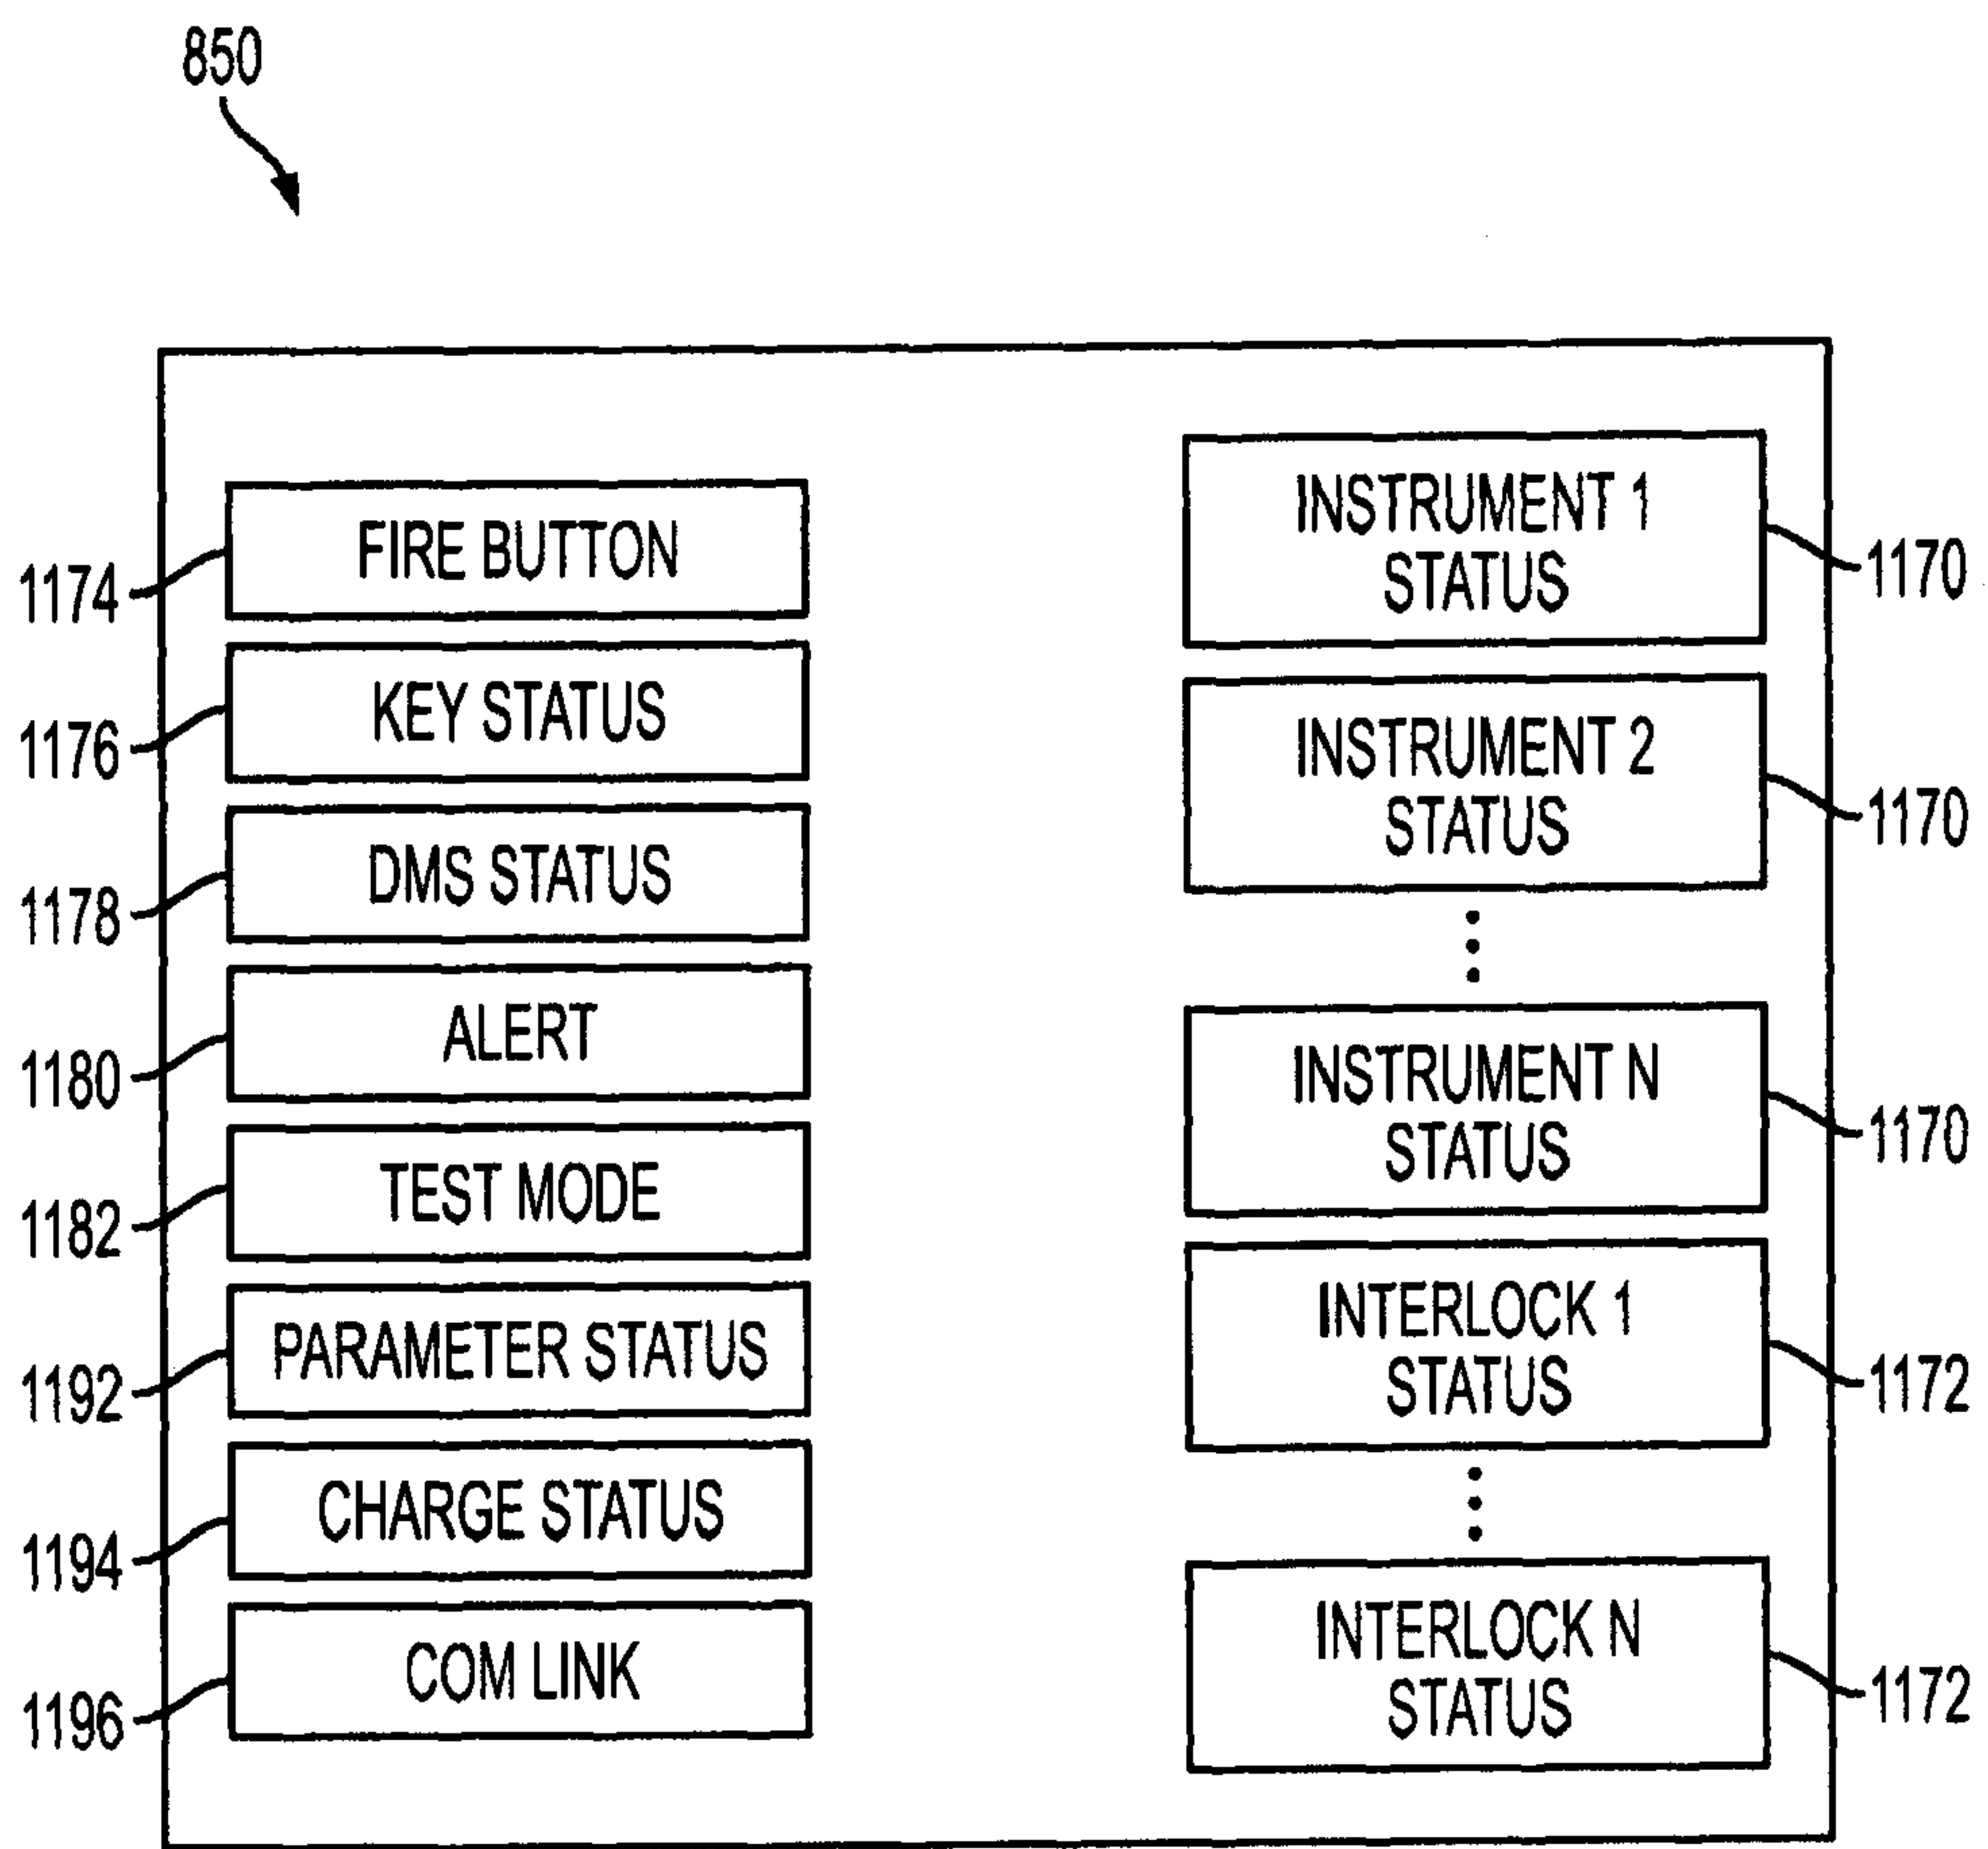 850
1174
FIRE BUTTON
1176
KEY STATUS
1178
DMS STATUS
1180
ALERT
1182
TEST MODE
1192
PARAMETER STATUS
1194
CHARGE STATUS
1196
COM LINK
INSTRUMENT 1
STATUS
1170
INSTRUMENT 2
STATUS
1170
INSTRUMENT N
STATUS
1170
INTERLOCK 1
STATUS
1172
INTERLOCK N
STATUS
1172